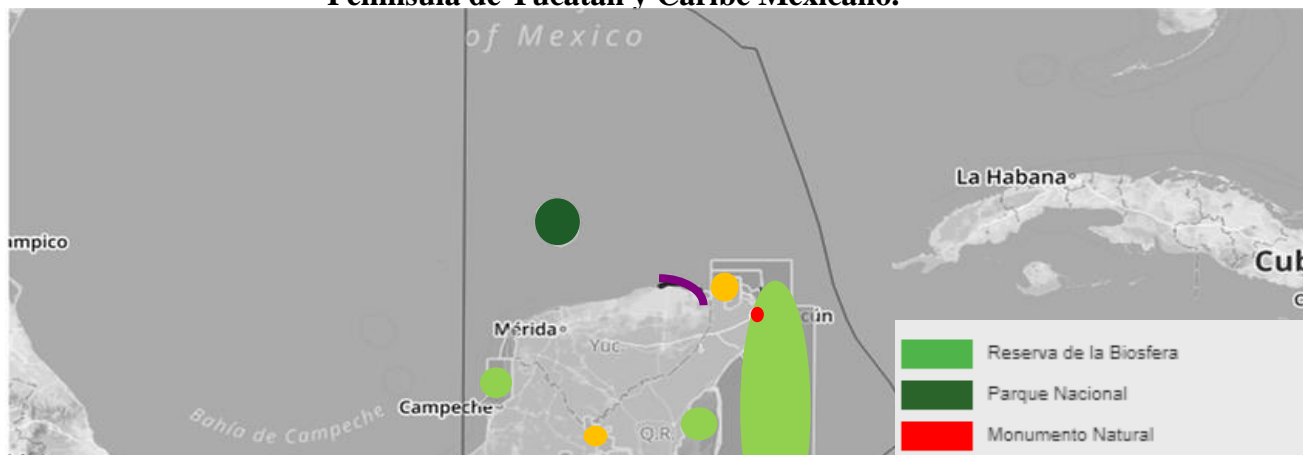 Península de Yucatán y Caribe Mexicano.
of Mexico
La Habana
ampico
Cub
Mérida
cún
Yuc.
Reserva de la Biosfera
Parque Nacional
Campeche
Bahía de Campeche
Q.R.
Monumento Natural